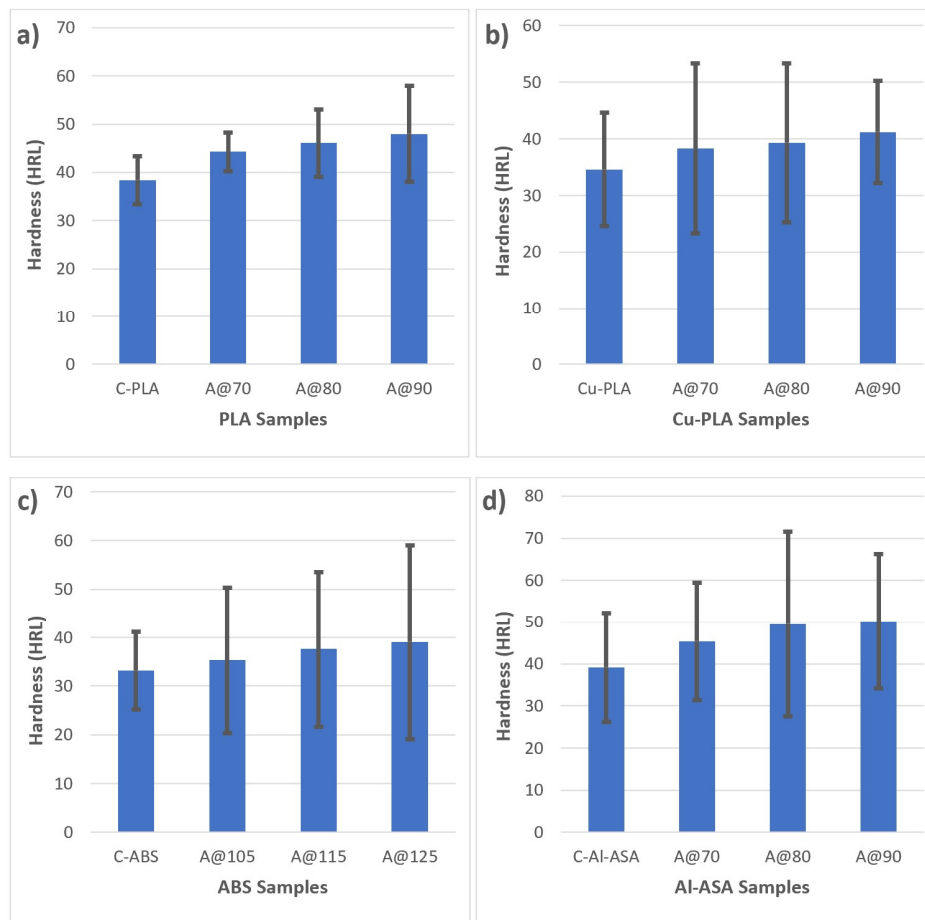 a)
70
60
50
40
30
20
10
0
Hardness (HRL)
C-PLA A@70 A@80 A@90
PLA Samples
b)
60
50
40
30
20
10
0
Hardness (HRL)
Cu-PLA A@70 A@80 A@90
Cu-PLA Samples
c)
70
60
50
40
30
20
10
0
Hardness (HRL)
C-ABS A@105 A@115 A@125
ABS Samples
d)
80
70
60
50
40
30
20
10
0
Hardness (HRL)
C-Al-ASA A@70 A@80 A@90
Al-ASA Samples